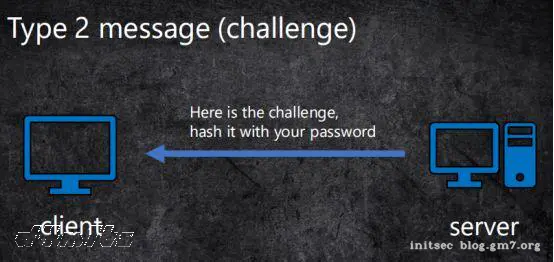 Type 2 message (challenge)
Here is the challenge,
hash it with your password
client
server
initsec blog.gm7.org